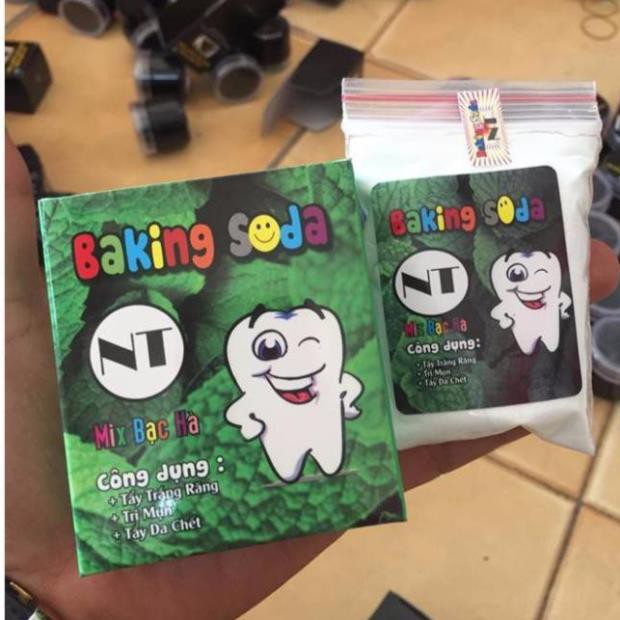 Baking Soda
NT
Mix Bạc Hà
Công dụng :
+ Tẩy Trắng Răng
+ Trị Mụn
+ Tẩy Da Chết
Baking Soda
NT
Mix Bạc Hà
Công dụng:
+ Tẩy Trắng Răng
+ Trị Mụn
+ Tẩy Da Chết